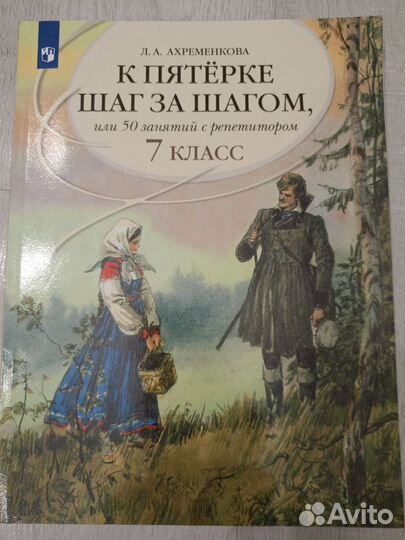 Л. А. АХРЕМЕНКОВА
К ПЯТЁРКЕ
ШАГ ЗА ШАГОМ,
или 50 занятий с репетитором
7 КЛАСС
Avito